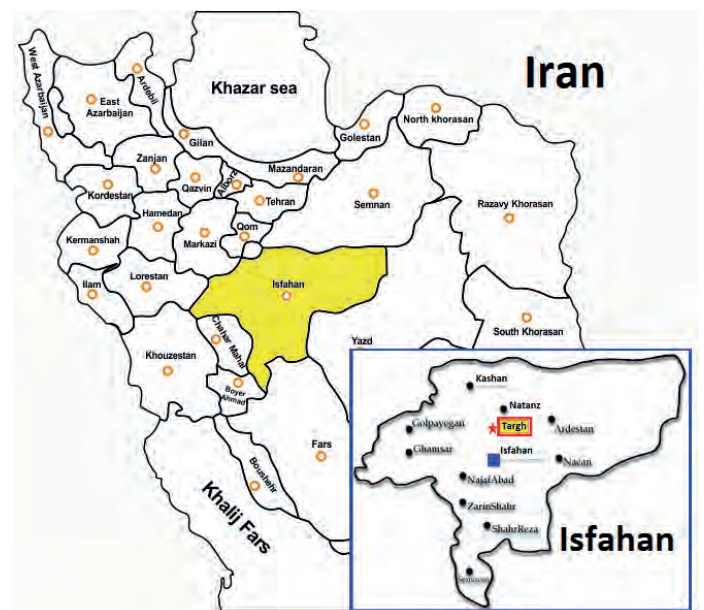 Iran
Khazar sea
West Azarbaijan
East
Azarbaijan
Ardebil
Gilan
Golestan
North khorasan
Zanjan
Qazvin
Alborz
Mazandaran
Tehran
Semnan
Razavy Khorasan
Kordestan
Hamedan
Markazi
Qom
Kermanshah
Ilam
Lorestan
Isfahan
South Khorasan
Chahar Mahal
Yazd
Khouzestan
Boyer
Ahmad
Fars
Boushehr
Khalij Fars
Kashan
Natanz
Targh
Golpayegan
Ardestan
Ghamsar
Isfahan
Naean
NajafAbad
ZarinShahr
ShahrReza
Isfahan